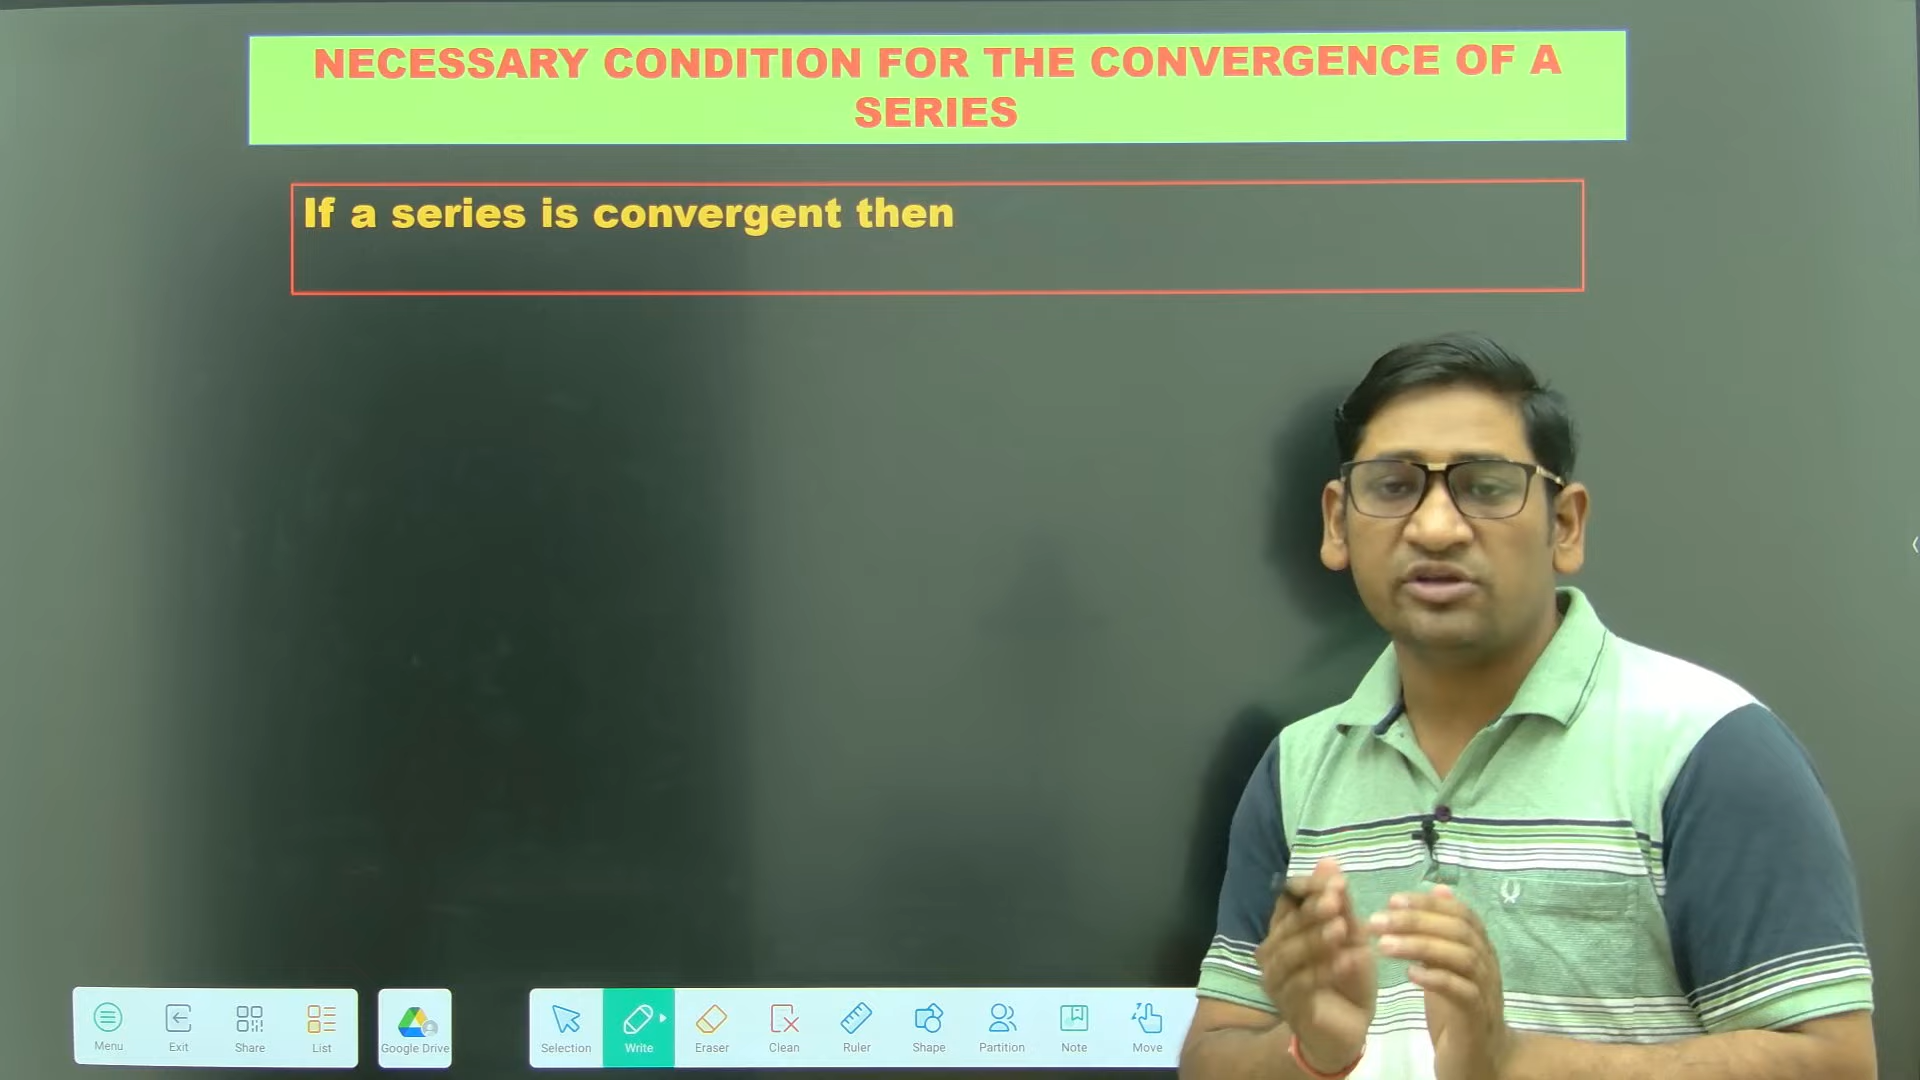 NECESSARY CONDITION FOR THE CONVERGENCE OF A
SERIES
If a series is convergent then
Menu
Exit
Share
List
Google Drive
Selection
Write
Eraser
Clean
Ruler
Shape
Partition
Note
Move